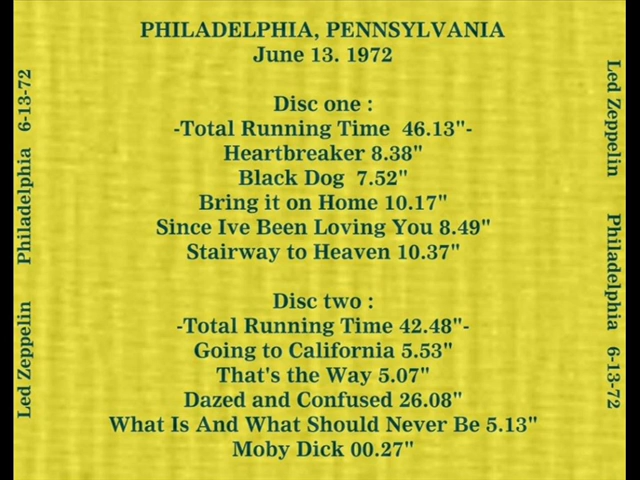 PHILADELPHIA, PENNSYLVANIA
June 13. 1972
Disc one :
-Total Running Time 46.13"-
Heartbreaker 8.38"
Black Dog 7.52"
Bring it on Home 10.17"
Since Ive Been Loving You 8.49"
Stairway to Heaven 10.37"
Disc two :
-Total Running Time 42.48"-
Going to California 5.53"
That's the Way 5.07"
Dazed and Confused 26.08"
What Is And What Should Never Be 5.13"
Moby Dick 00.27"
Led Zeppelin Philadelphia 6-13-72
Led Zeppelin Philadelphia 6-13-72